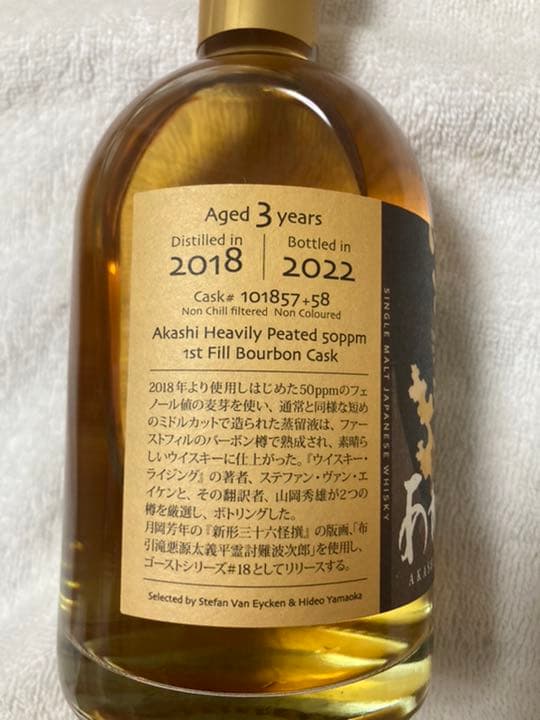 Aged 3 years
Distilled in
2018
Bottled in
2022
Cask# 101857+58
Non Chill filtered Non Coloured
Akashi Heavily Peated 50ppm
1st Fill Bourbon Cask
2018年より使用しはじめた50ppmのフェ
ノール値の麦芽を使い、通常と同様な短め
のミドルカットで造られた蒸留液は、ファー
ストフィルのバーボン樽で熟成され、素晴ら
しいウイスキーに仕上がった。『ウイスキー・
ライジング』の著者、ステファン・ヴァン・エ
イケンと、その翻訳者、山岡秀雄が2つの
樽を厳選し、ボトリングした。
月岡芳年の『新形三十六怪撰』の版画、「布
引滝悪源太義平霊討難波次郎」を使用し、
ゴーストシリーズ#18としてリリースする。
Selected by Stefan Van Eycken & Hideo Yamaoka
SINGLE MALT JAPANESE WHISKY
あ
AKAS